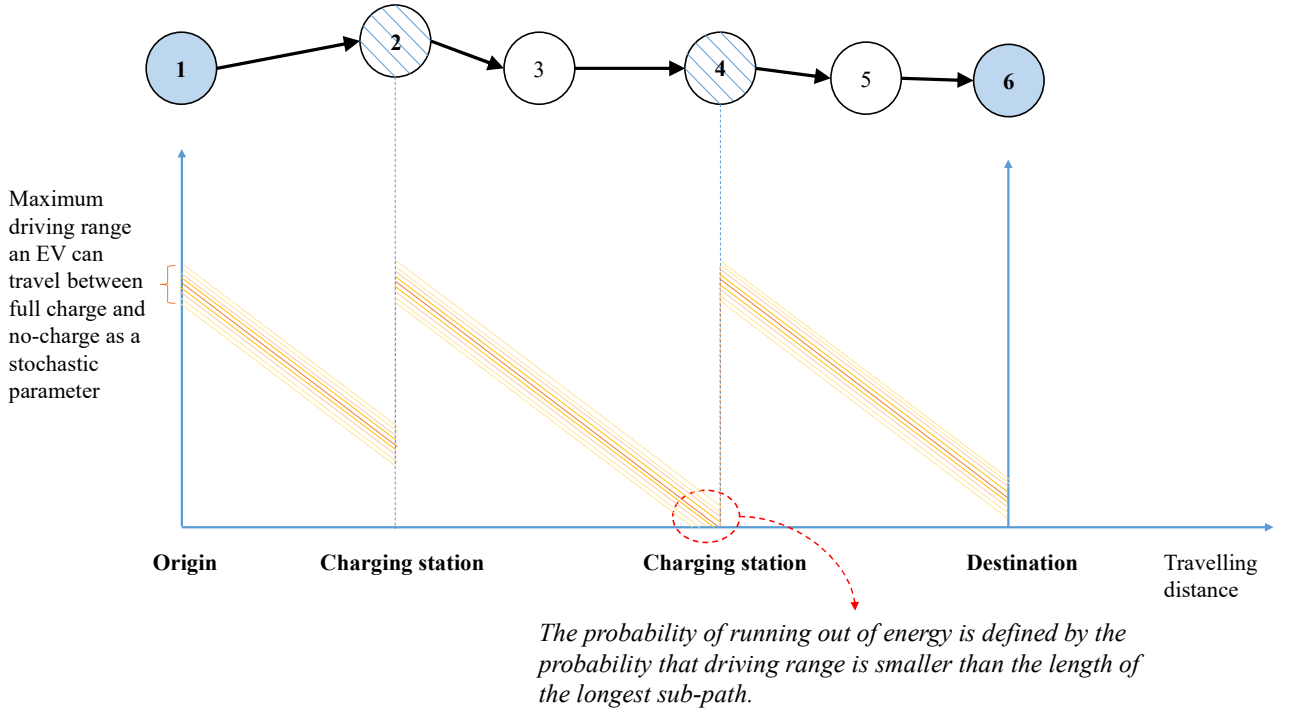 1
2
3
4
5
6
Maximum
driving range
an EV can
travel between
full charge and
no-charge as a
stochastic
parameter
Origin
Charging station
Charging station
Destination
Travelling
distance
The probability of running out of energy is defined by the
probability that driving range is smaller than the length of
the longest sub-path.